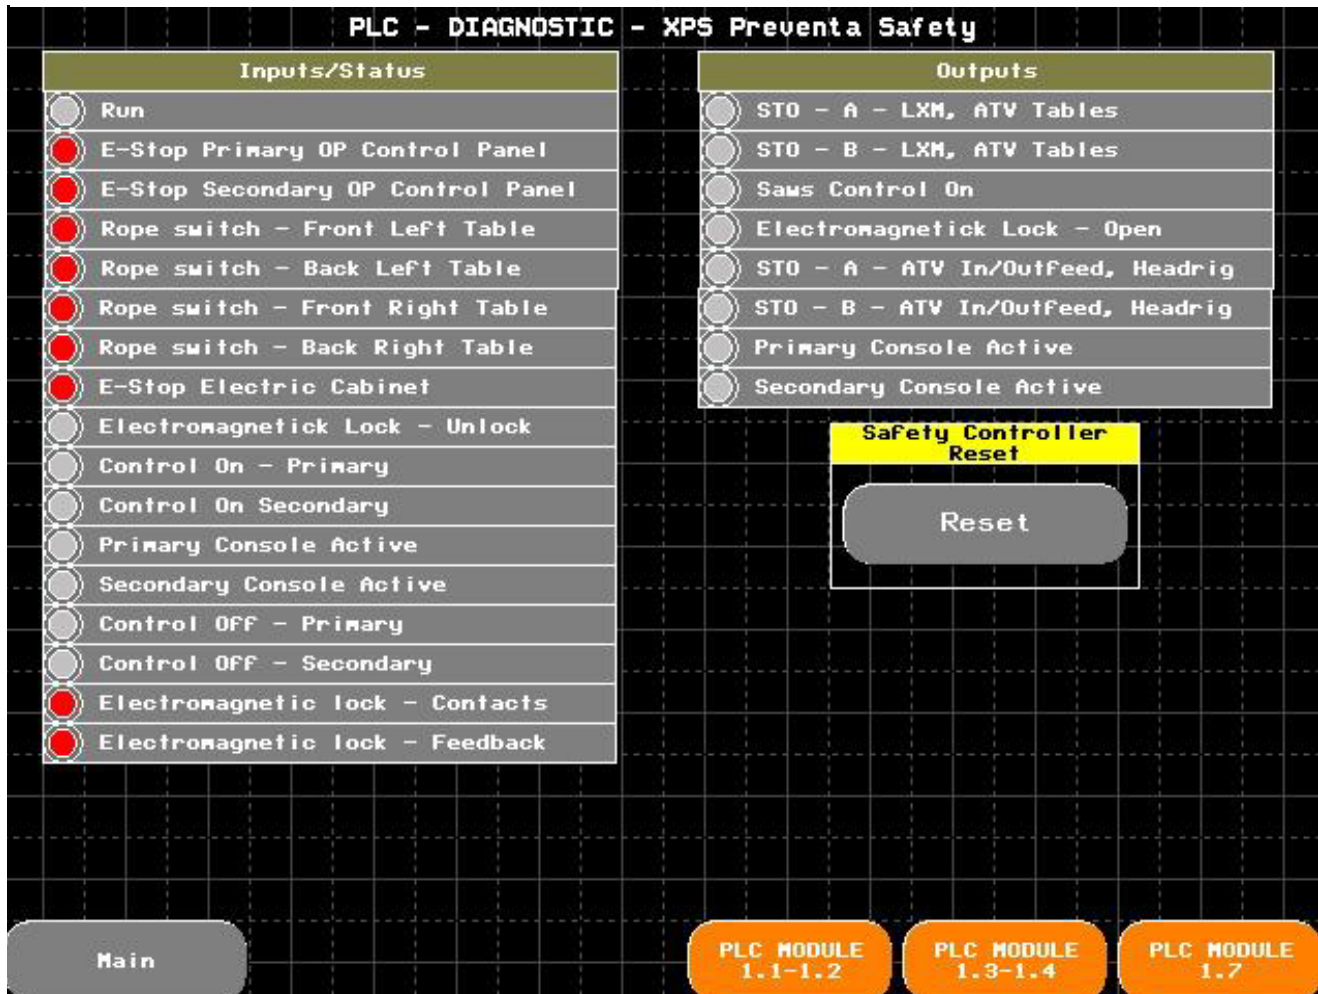 PLC - DIAGNOSTIC - XPS Preventa Safety
Inputs/Status
Run
E-Stop Primary OP Control Panel
E-Stop Secondary OP Control Panel
Rope switch - Front Left Table
Rope switch - Back Left Table
Rope switch - Front Right Table
Rope switch - Back Right Table
E-Stop Electric Cabinet
Electromagnetick Lock - Unlock
Control On - Primary
Control On Secondary
Primary Console Active
Secondary Console Active
Control Off - Primary
Control Off - Secondary
Electromagnetic lock - Contacts
Electromagnetic lock - Feedback
Outputs
STO - A - LXM, ATV Tables
STO - B - LXM, ATV Tables
Saws Control On
Electromagnetick Lock - Open
STO - A - ATV In/Outfeed, Headrig
STO - B - ATV In/Outfeed, Headrig
Primary Console Active
Secondary Console Active
Safety Controller
Reset
Reset
Main
PLC MODULE
1.1-1.2
PLC MODULE
1.3-1.4
PLC MODULE
1.7